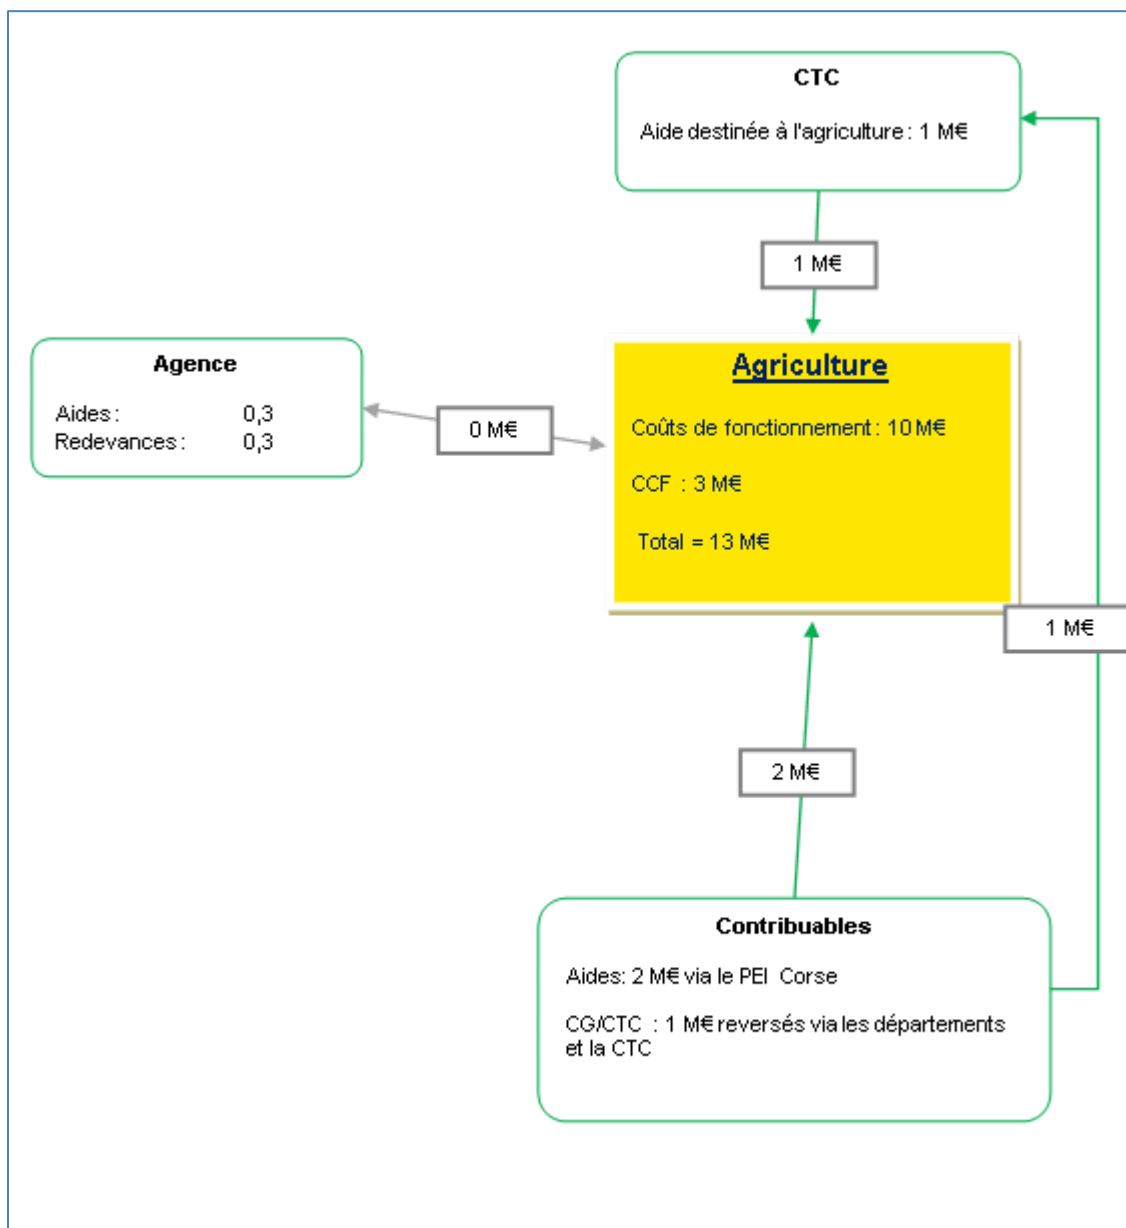 CTC
Aide destinée à l'agriculture : 1 M€
1 M€
Agence
Aides : 0,3
Redevances : 0,3
0 M€
Agriculture
Coûts de fonctionnement : 10 M€
CCF : 3 M€
Total = 13 M€
1 M€
2 M€
Contribuables
Aides: 2 M€ via le PEI Corse
CG/CTC : 1 M€ reversés via les départements
et la CTC